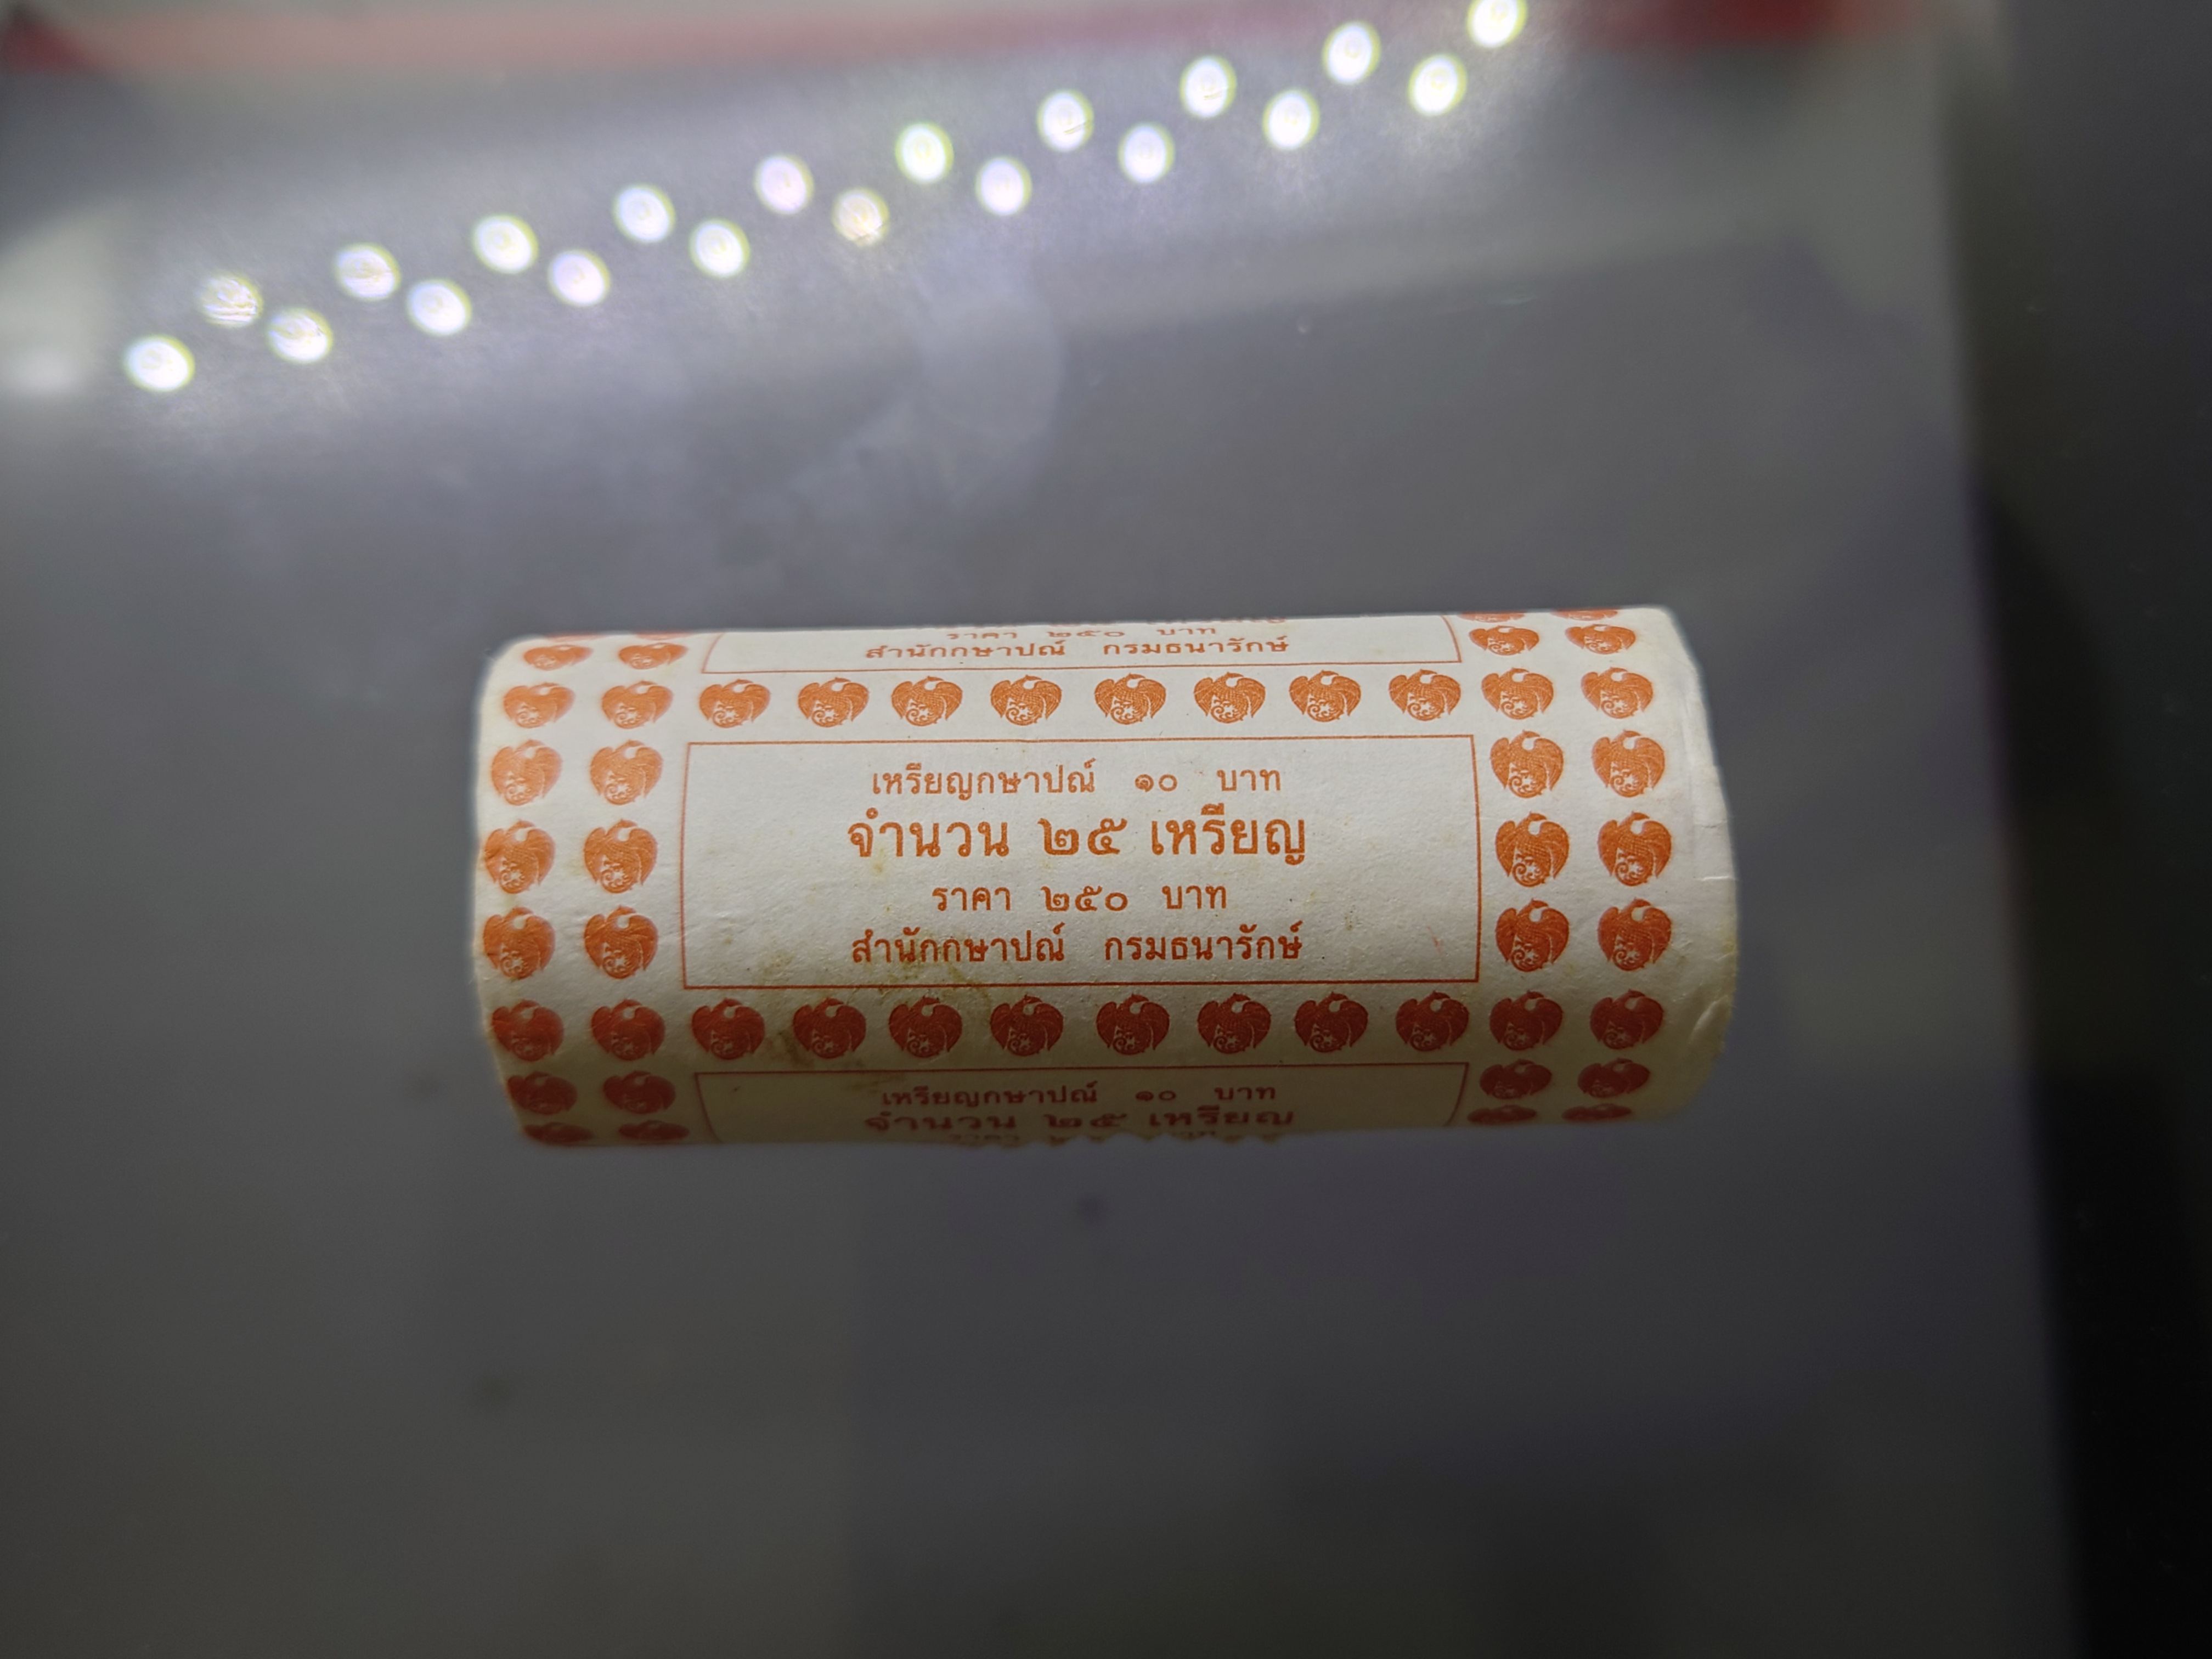 ราคา ๒๕๐ บาท
สำนักกษาปณ์ กรมธนารักษ์
เหรียญกษาปณ์ ๑๐ บาท
จำนวน ๒๕ เหรียญ
ราคา ๒๕๐ บาท
สำนักกษาปณ์ กรมธนารักษ์
เหรียญกษาปณ์ ๑๐ บาท
จำนวน ๒๕ เหรียญ